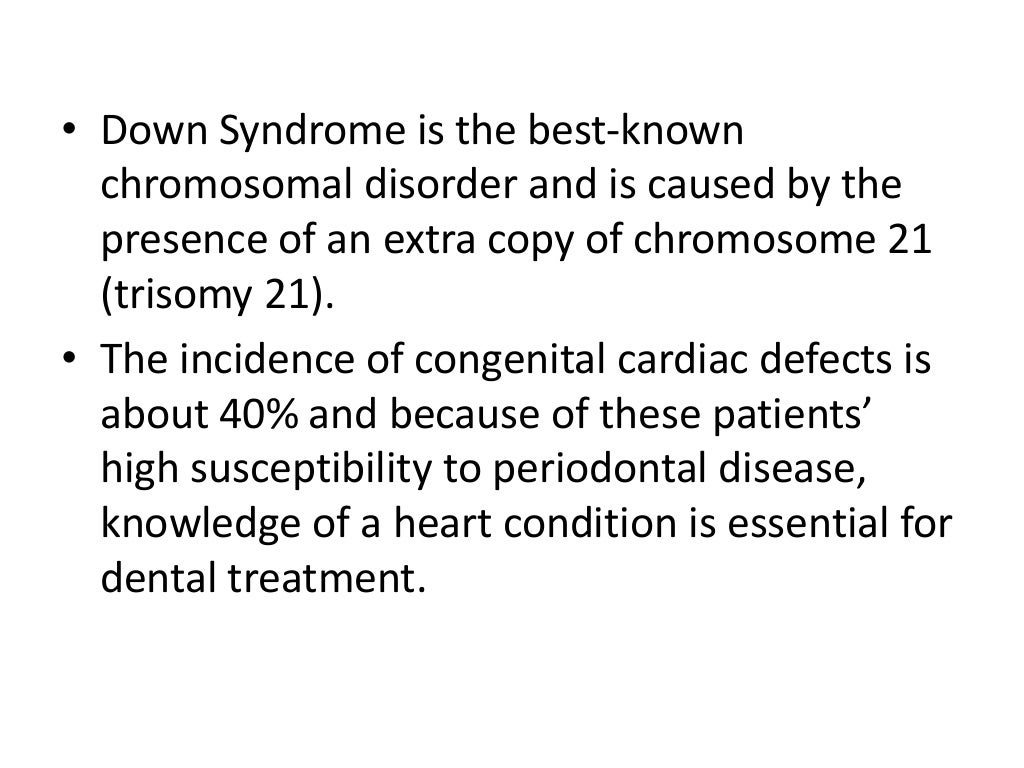 • Down Syndrome is the best-known
chromosomal disorder and is caused by the
presence of an extra copy of chromosome 21
(trisomy 21).
• The incidence of congenital cardiac defects is
about 40% and because of these patients’
high susceptibility to periodontal disease,
knowledge of a heart condition is essential for
dental treatment.